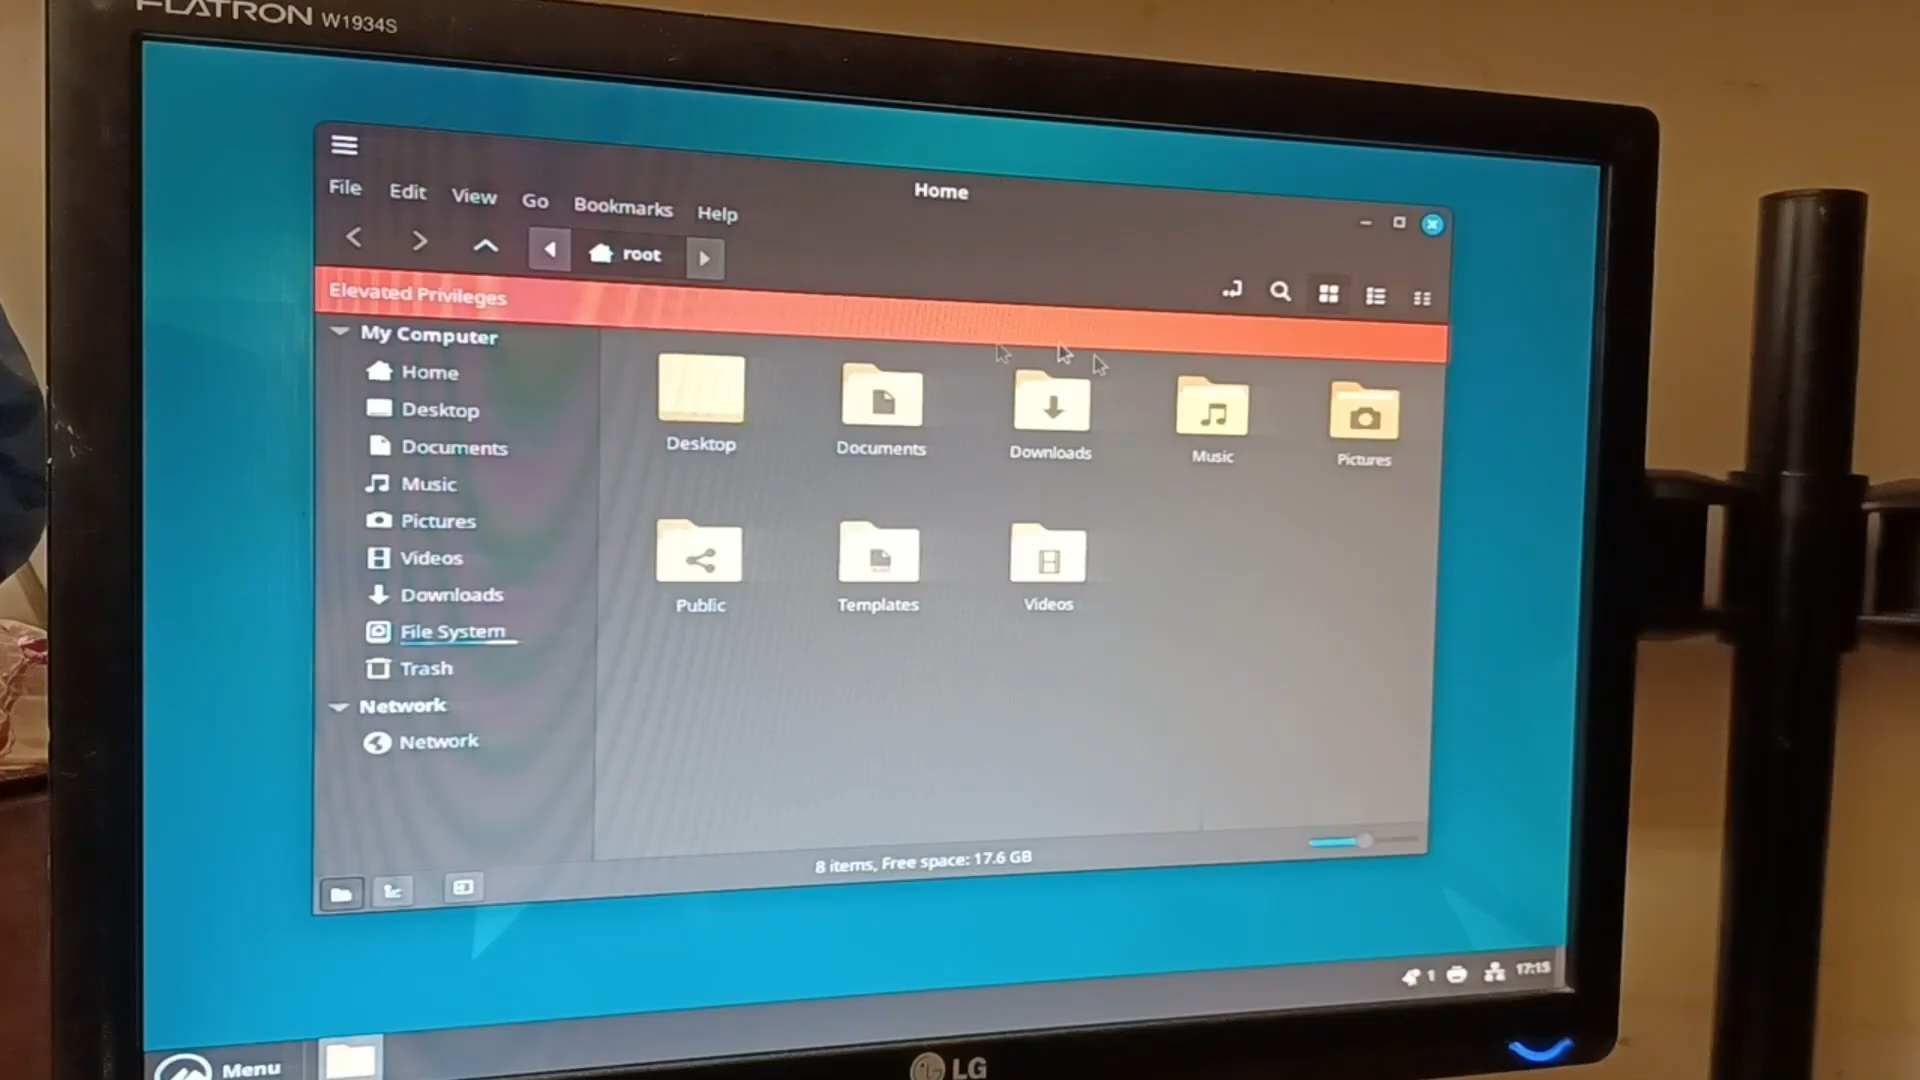 FLATRON W1934S
Home
File Edit View Go Bookmarks Help
root
Elevated Privileges
My Computer
Home
Desktop
Documents
Music
Pictures
Videos
Downloads
File System
Trash
Network
Network
Desktop Documents Downloads Music Pictures
Public Templates Videos
8 items, Free space: 17.6 GB
1 17:15
Menu
LG